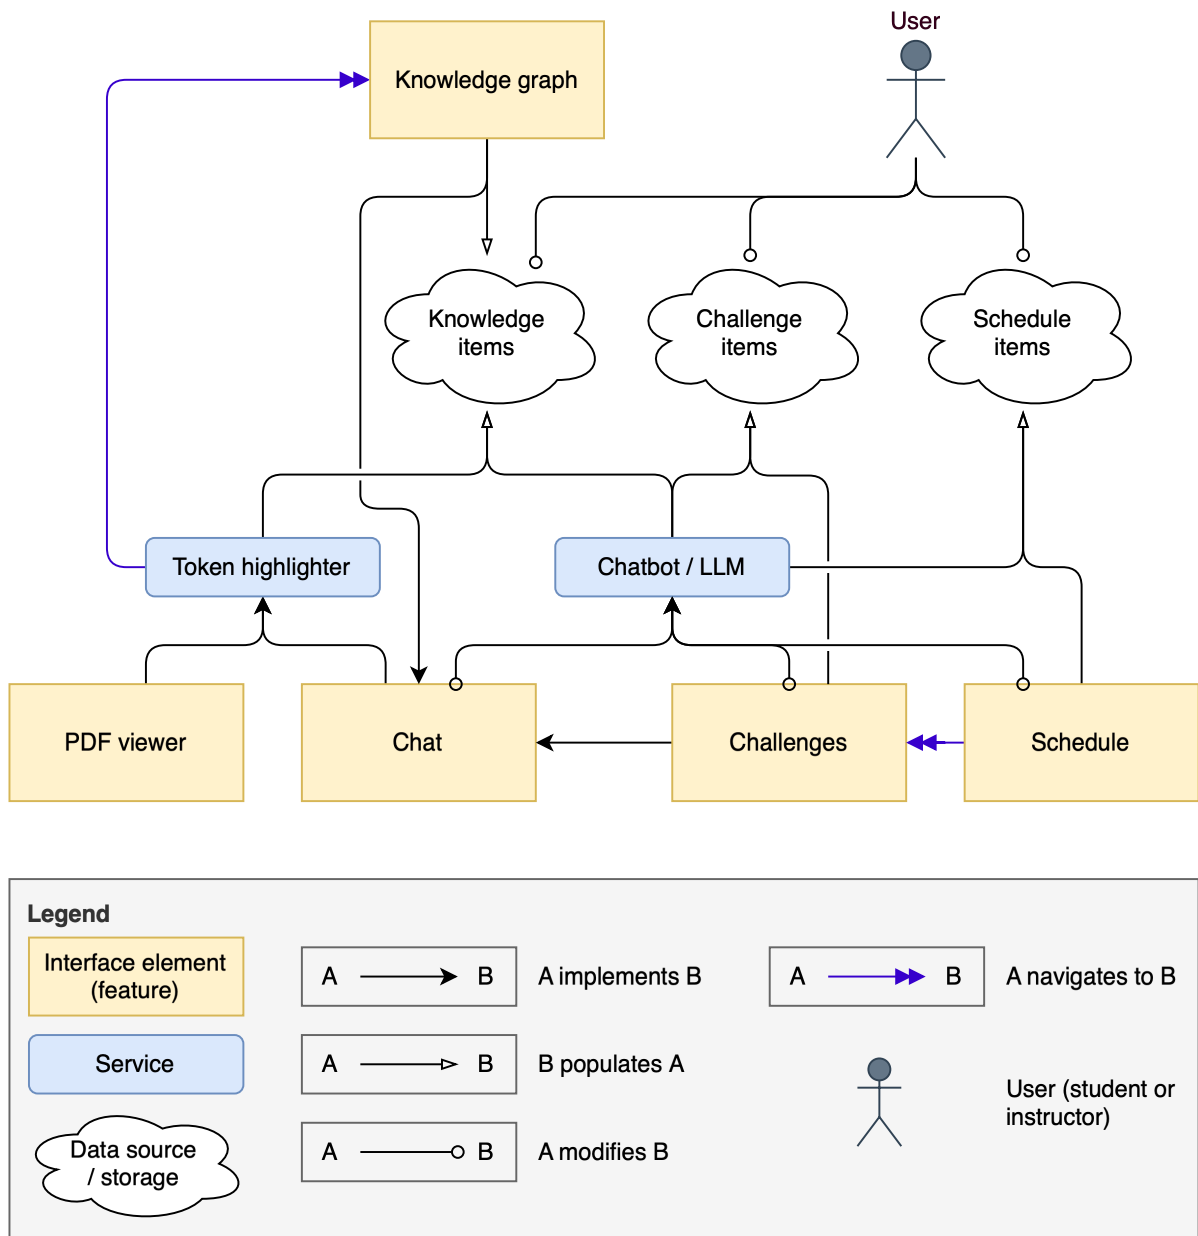 User
Knowledge graph
Knowledge
items
Challenge
items
Schedule
items
Token highlighter
Chatbot / LLM
PDF viewer
Chat
Challenges
Schedule
Legend
Interface element
(feature)
A
B
A implements B
A
B
A navigates to B
Service
A
B
B populates A
User (student or
instructor)
Data source
/ storage
A
B
A modifies B